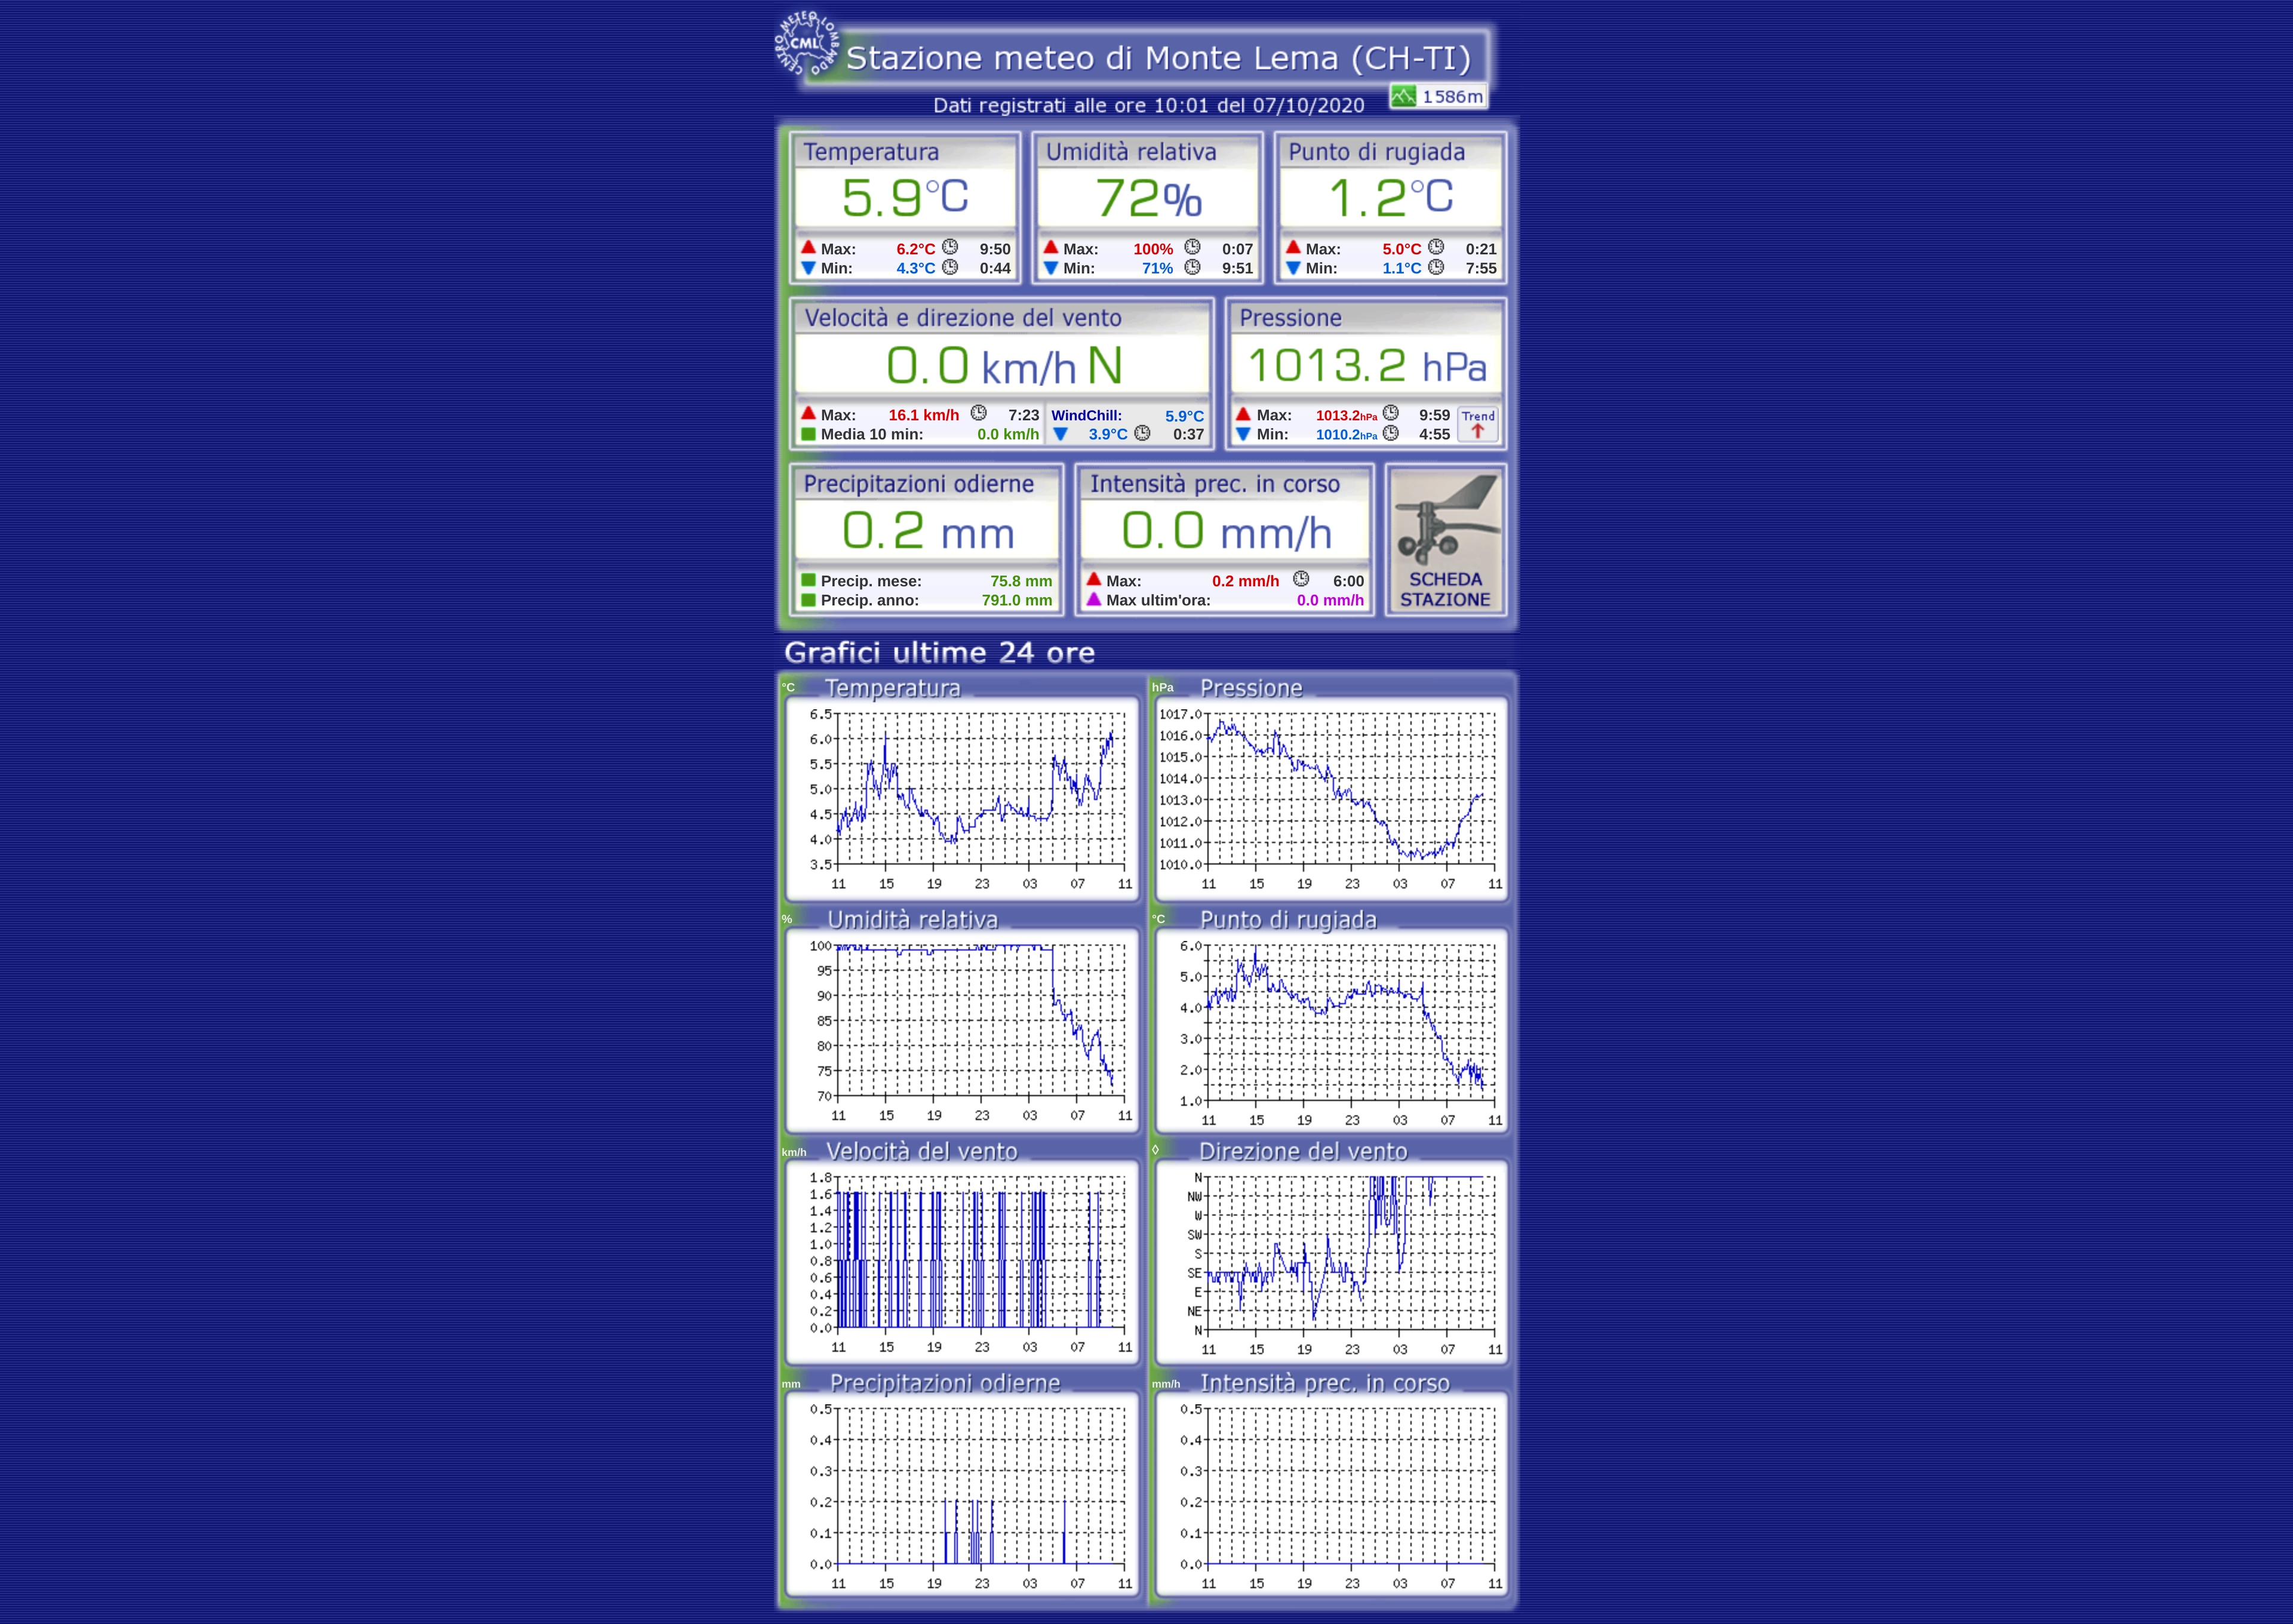 CENTRO METEO LOMBARDO
CML
Stazione meteo di Monte Lema (CH-TI)
Dati registrati alle ore 10:01 del 07/10/2020
1586m
Temperatura
5.9°C
Max: 6.2°C 9:50
Min: 4.3°C 0:44
Umidità relativa
72%
Max: 100% 0:07
Min: 71% 9:51
Punto di rugiada
1.2°C
Max: 5.0°C 0:21
Min: 1.1°C 7:55
Velocità e direzione del vento
0.0 km/h N
Max: 16.1 km/h 7:23
Media 10 min: 0.0 km/h
WindChill: 5.9°C
3.9°C 0:37
Pressione
1013.2 hPa
Max: 1013.2hPa 9:59
Min: 1010.2hPa 4:55
Trend
Precipitazioni odierne
0.2 mm
Precip. mese: 75.8 mm
Precip. anno: 791.0 mm
Intensità prec. in corso
0.0 mm/h
Max: 0.2 mm/h 6:00
Max ultim'ora: 0.0 mm/h
SCHEDA
STAZIONE
Grafici ultime 24 ore
°C Temperatura
6.5
6.0
5.5
5.0
4.5
4.0
3.5
11 15 19 23 03 07 11
hPa Pressione
1017.0
1016.0
1015.0
1014.0
1013.0
1012.0
1011.0
1010.0
11 15 19 23 03 07 11
% Umidità relativa
100
95
90
85
80
75
70
11 15 19 23 03 07 11
°C Punto di rugiada
6.0
5.0
4.0
3.0
2.0
1.0
11 15 19 23 03 07 11
km/h Velocità del vento
1.8
1.6
1.4
1.2
1.0
0.8
0.6
0.4
0.2
0.0
11 15 19 23 03 07 11
◊ Direzione del vento
N
NW
W
SW
S
SE
E
NE
N
11 15 19 23 03 07 11
mm Precipitazioni odierne
0.5
0.4
0.3
0.2
0.1
0.0
11 15 19 23 03 07 11
mm/h Intensità prec. in corso
0.5
0.4
0.3
0.2
0.1
0.0
11 15 19 23 03 07 11